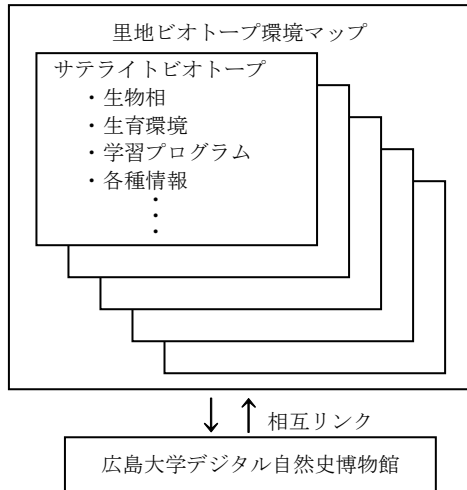 里地ビオトープ環境マップ
サテライトビオトープ
・生物相
・生育環境
・学習プログラム
・各種情報
・
・
・
相互リンク
広島大学デジタル自然史博物館